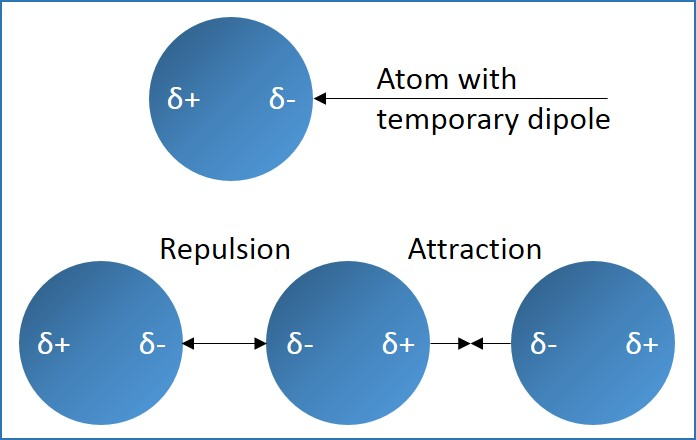 Atom with
δ+ δ-
temporary dipole
Repulsion Attraction
δ+ δ- δ- δ+ δ- δ+